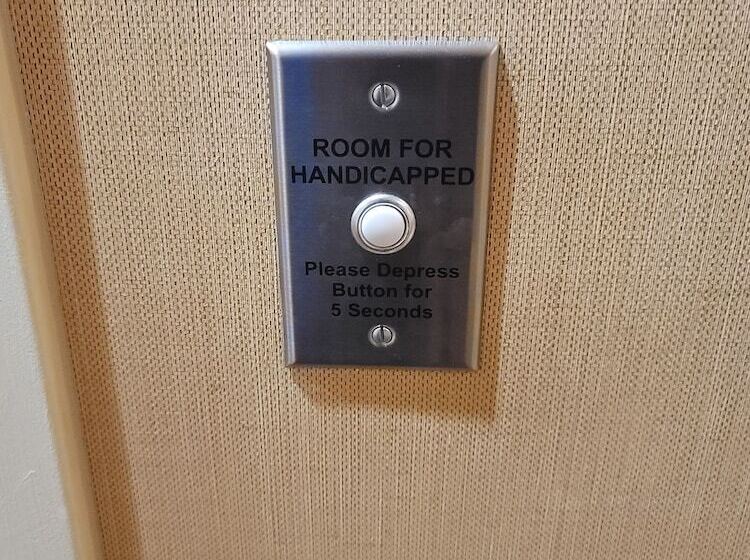 ROOM FOR
HANDICAPPED
Please Depress
Button for
5 Seconds